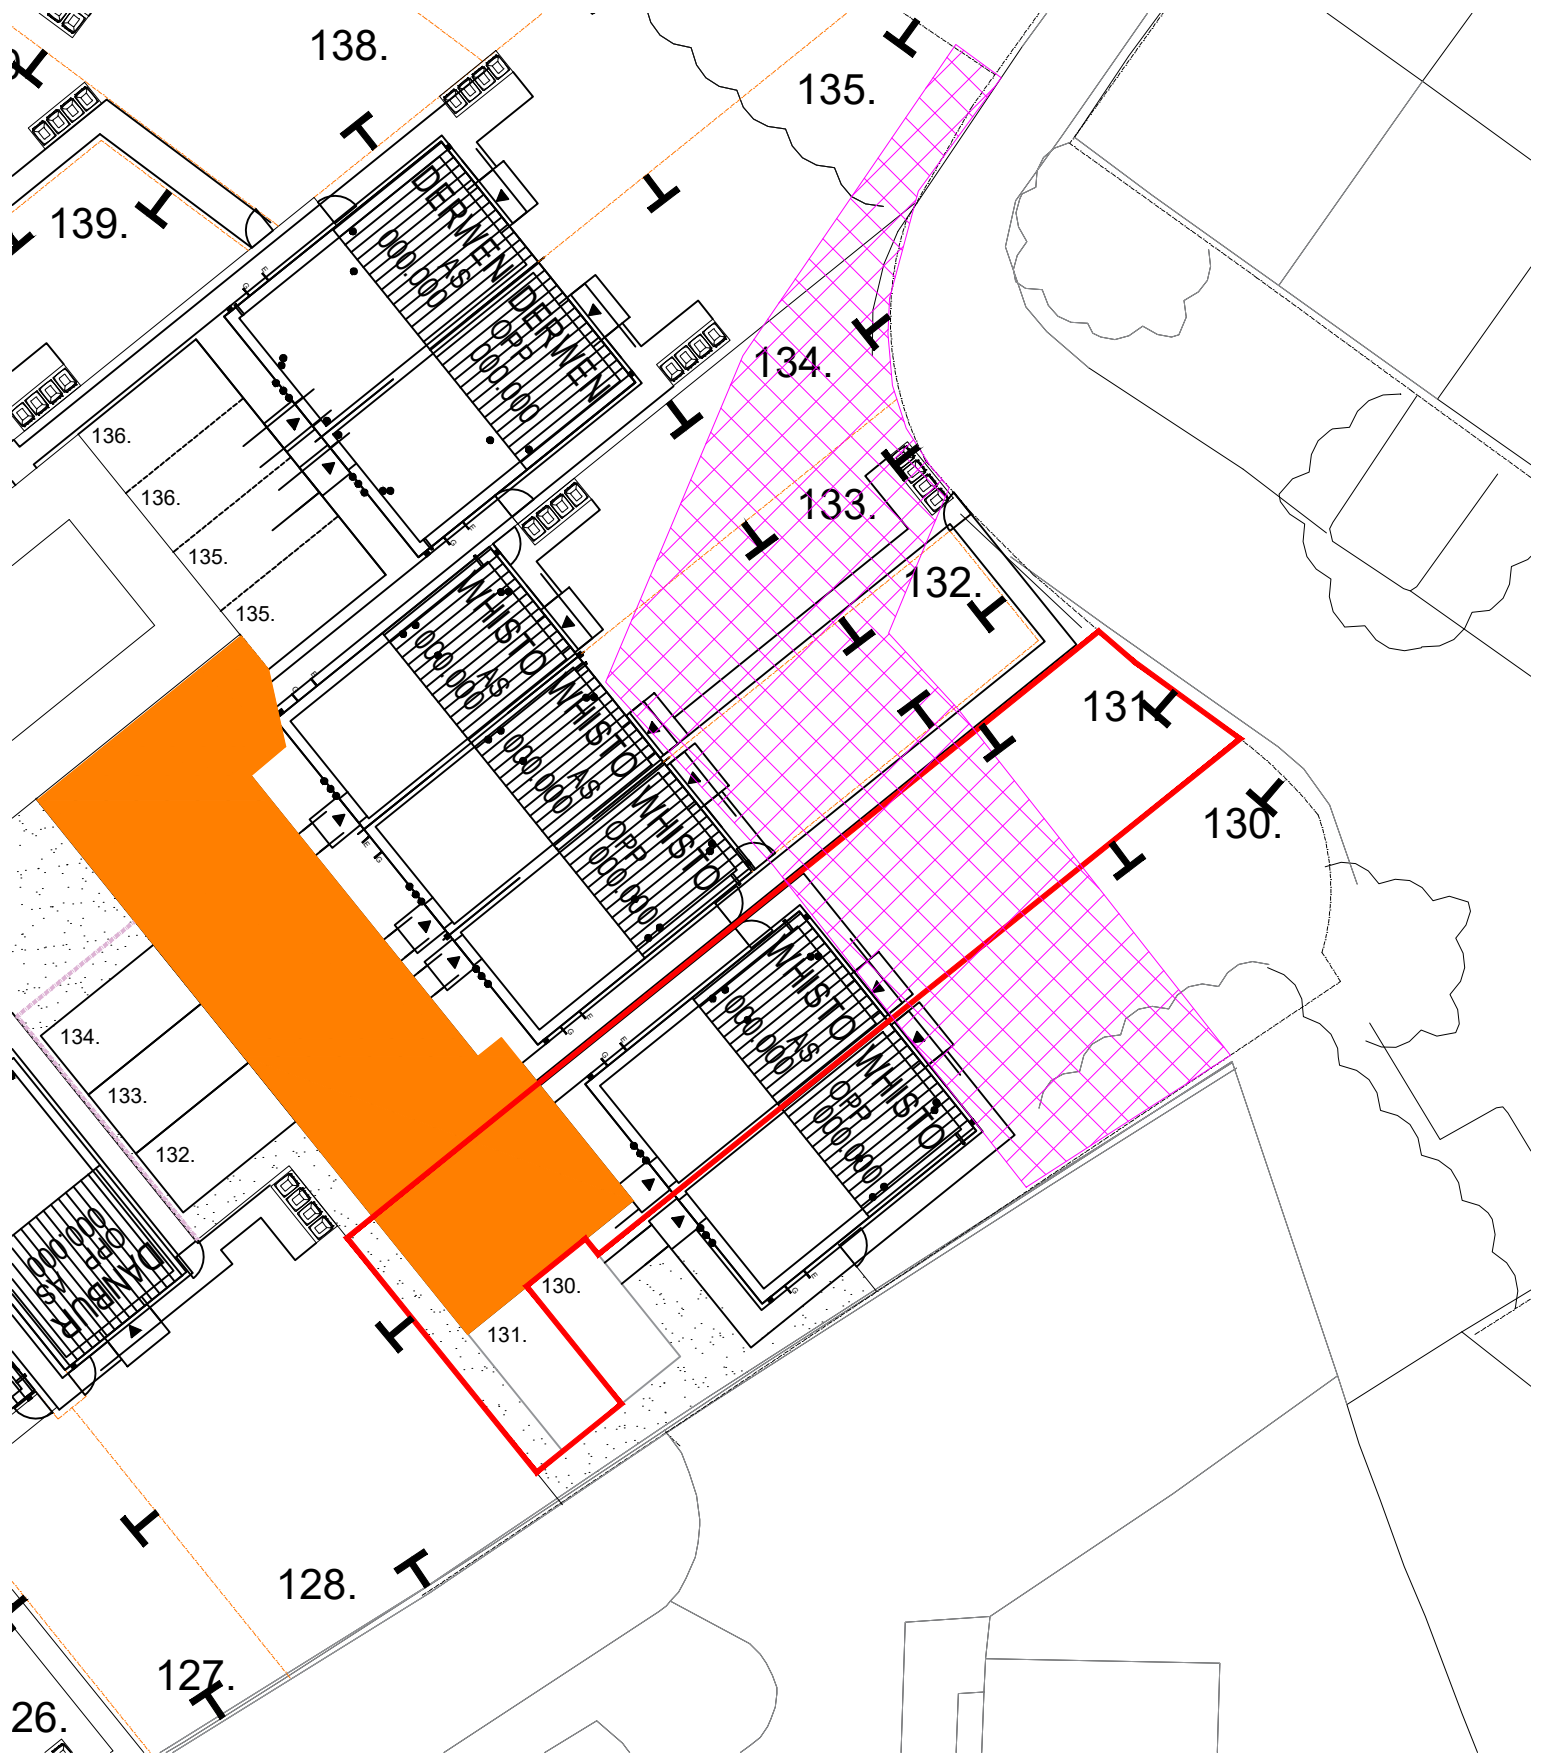 138.
135.
139.
DERWEN
AS
000.000
DERWEN
OPP
000.000
134.
136.
136.
135.
135.
133.
132.
WHISTO
AS
000.000
WHISTO
AS
000.000
WHISTO
OPP
000.000
131.
130.
WHISTO
AS
000.000
WHISTO
OPP
000.000
134.
133.
132.
DANBUR
OPP
AS
000.000
130.
131.
128.
127.
26.